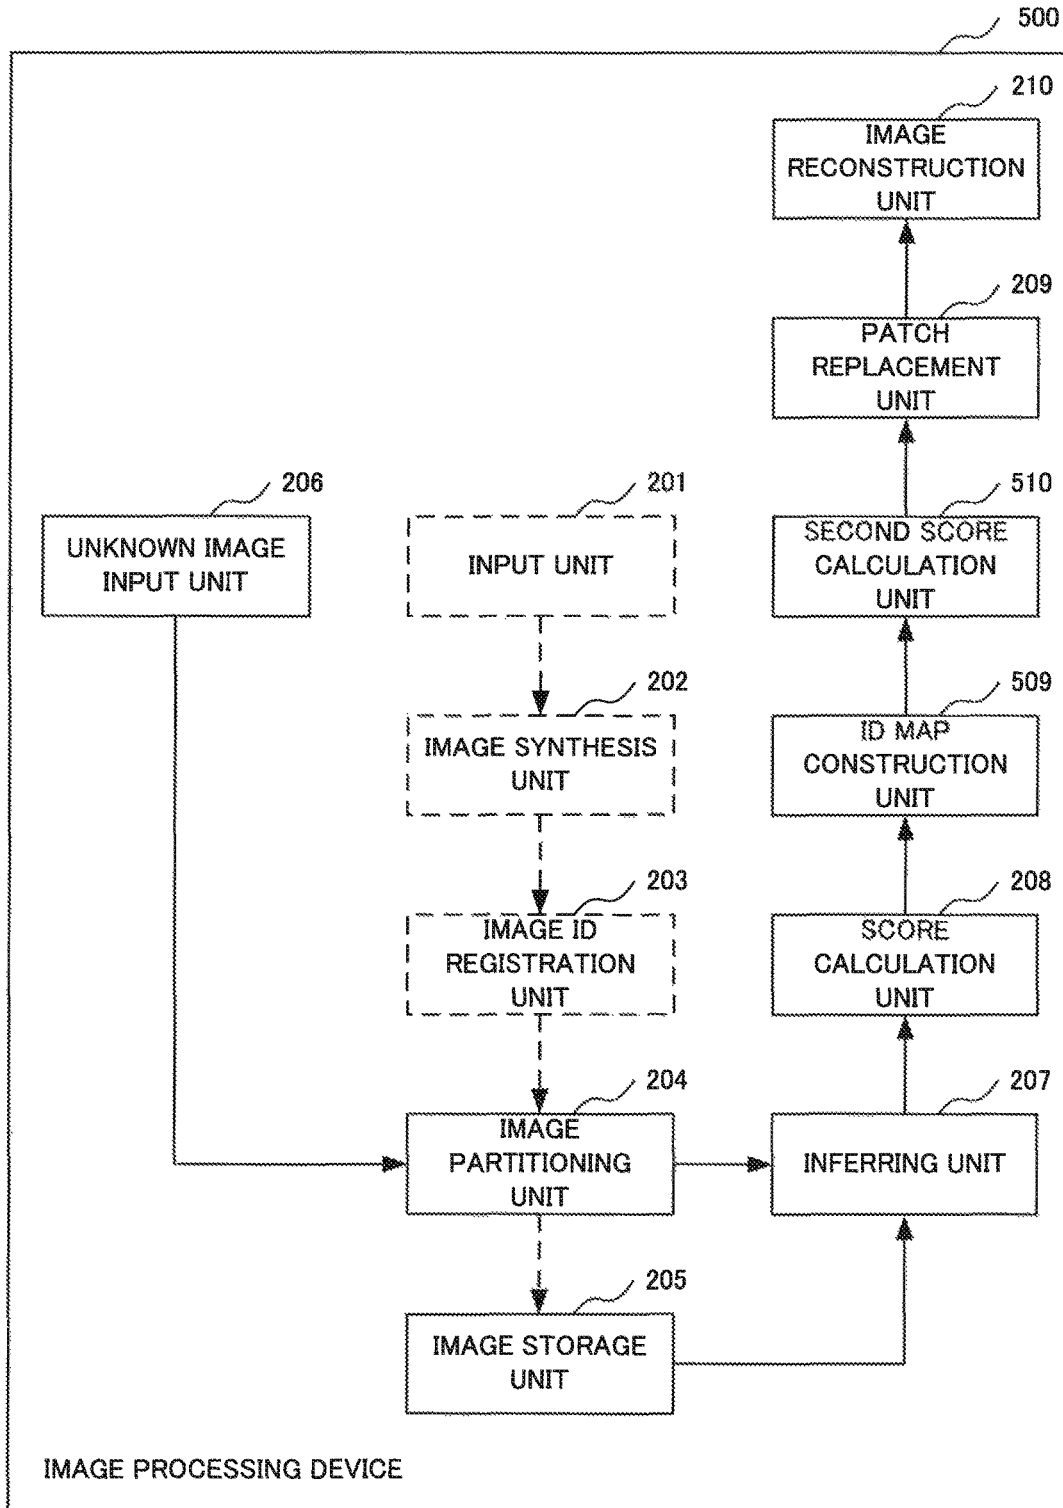 500
210
IMAGE
RECONSTRUCTION
UNIT
209
PATCH
REPLACEMENT
UNIT
206
UNKNOWN IMAGE
INPUT UNIT
201
INPUT UNIT
510
SECOND SCORE
CALCULATION
UNIT
202
IMAGE SYNTHESIS
UNIT
509
ID MAP
CONSTRUCTION
UNIT
203
IMAGE ID
REGISTRATION
UNIT
208
SCORE
CALCULATION
UNIT
204
IMAGE
PARTITIONING
UNIT
207
INFERRING UNIT
205
IMAGE STORAGE
UNIT
IMAGE PROCESSING DEVICE